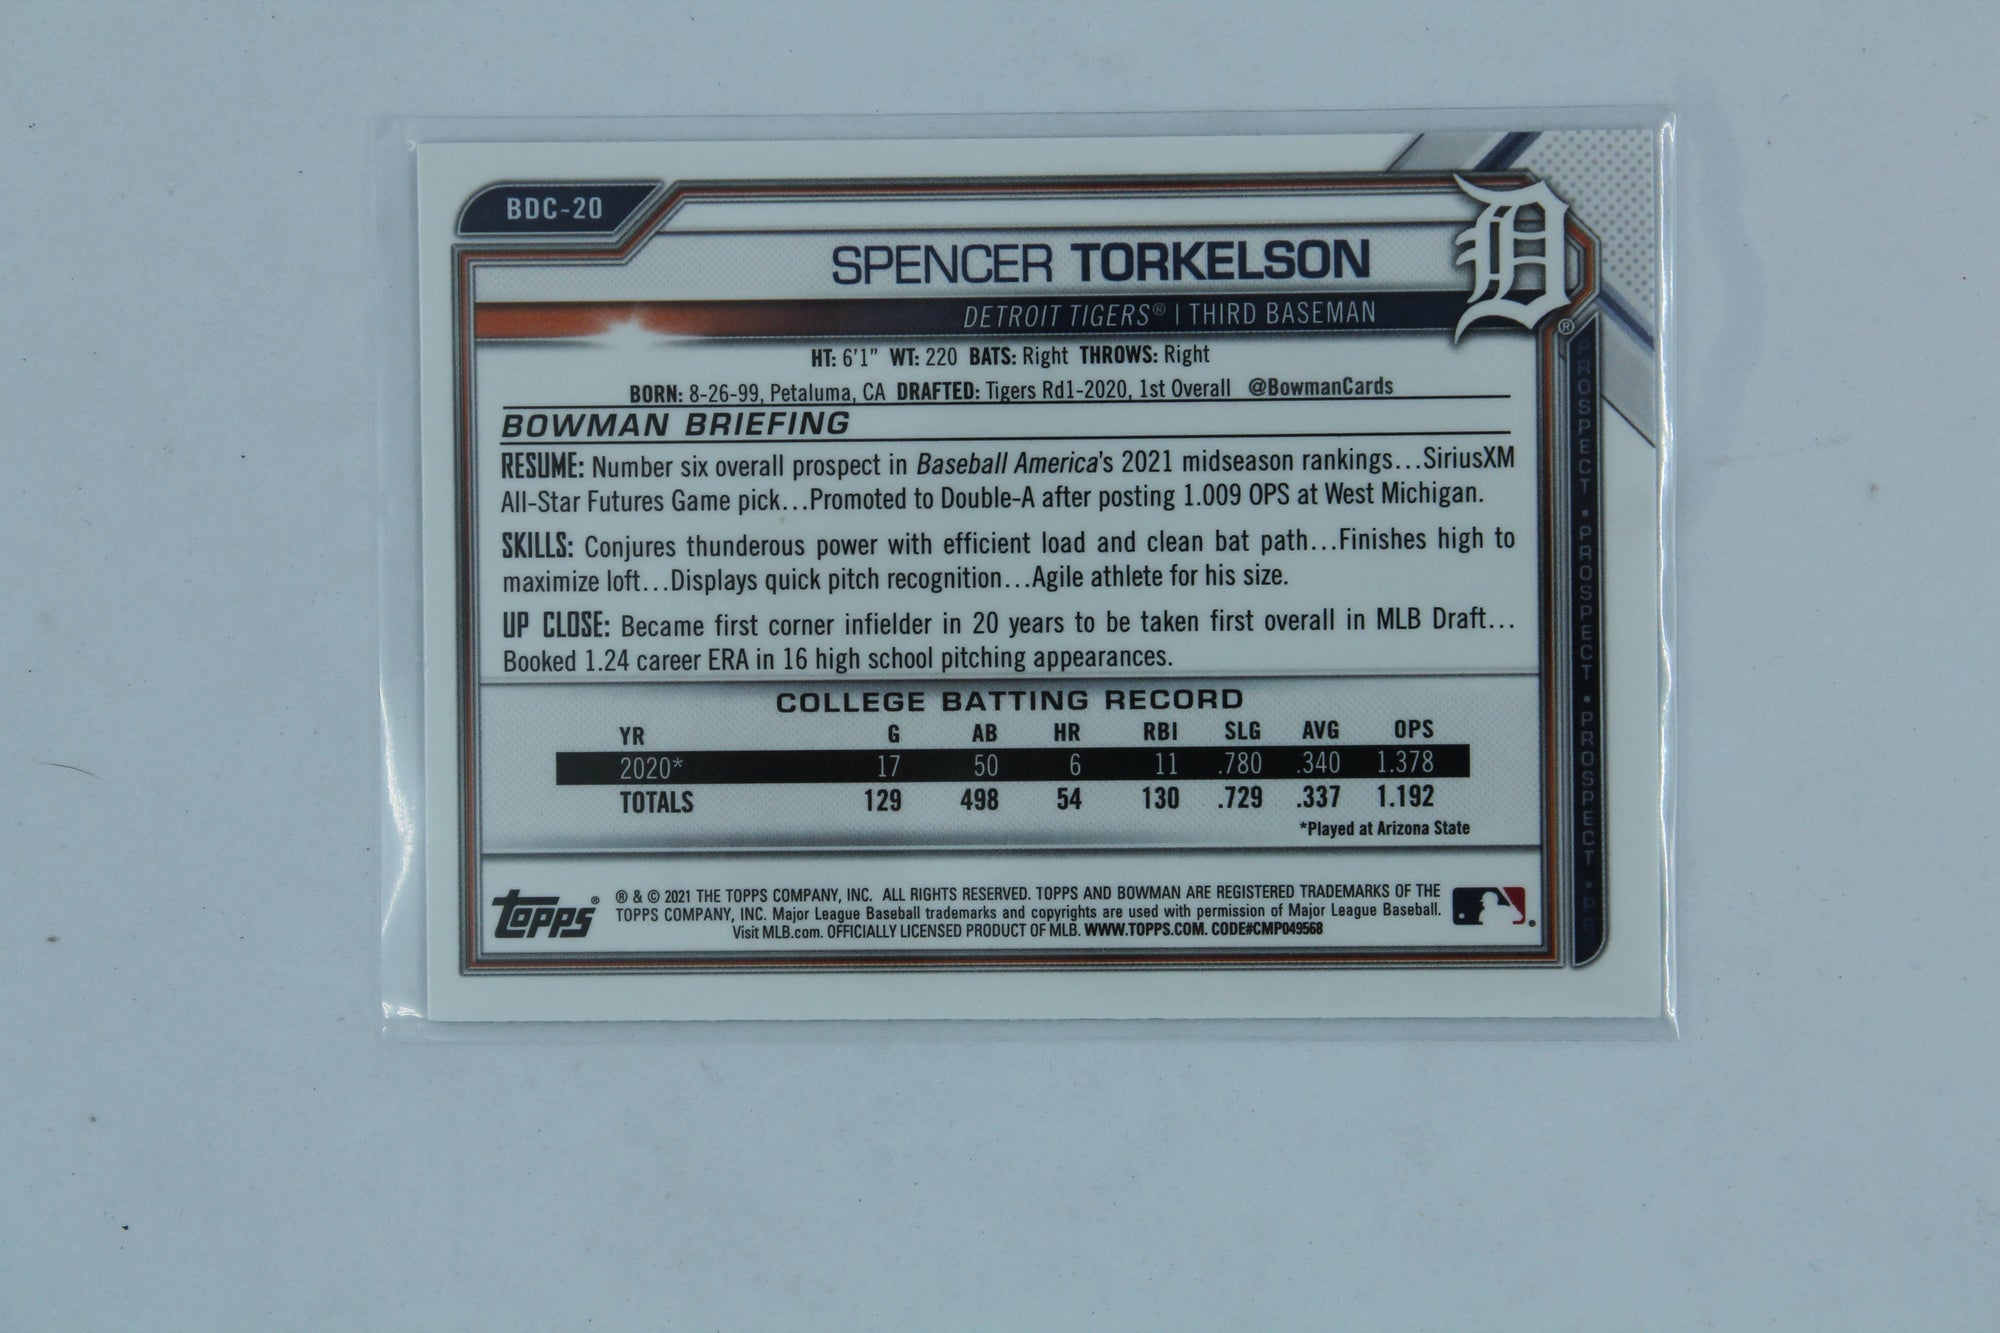 BDC-20
SPENCER TORKELSON
DETROIT TIGERS® | THIRD BASEMAN
HT: 6'1" WT: 220 BATS: Right THROWS: Right
BORN: 8-26-99, Petaluma, CA DRAFTED: Tigers Rd1-2020, 1st Overall @BowmanCards
BOWMAN BRIEFING
RESUME: Number six overall prospect in Baseball America's 2021 midseason rankings...SiriusXM
All-Star Futures Game pick...Promoted to Double-A after posting 1.009 OPS at West Michigan.
SKILLS: Conjures thunderous power with efficient load and clean bat path...Finishes high to
maximize loft...Displays quick pitch recognition...Agile athlete for his size.
UP CLOSE: Became first corner infielder in 20 years to be taken first overall in MLB Draft...
Booked 1.24 career ERA in 16 high school pitching appearances.
COLLEGE BATTING RECORD
YR G AB HR RBI SLG AVG OPS
2020* 17 50 6 11 .780 .340 1.378
TOTALS 129 498 54 130 .729 .337 1.192
*Played at Arizona State
Topps®
® & © 2021 THE TOPPS COMPANY, INC. ALL RIGHTS RESERVED. TOPPS AND BOWMAN ARE REGISTERED TRADEMARKS OF THE
TOPPS COMPANY, INC. Major League Baseball trademarks and copyrights are used with permission of Major League Baseball.
Visit MLB.com. OFFICIALLY LICENSED PRODUCT OF MLB. WWW.TOPPS.COM. CODE#CMP049568
D®
PROSPECT • PROSPECT • PROSPECT • PR